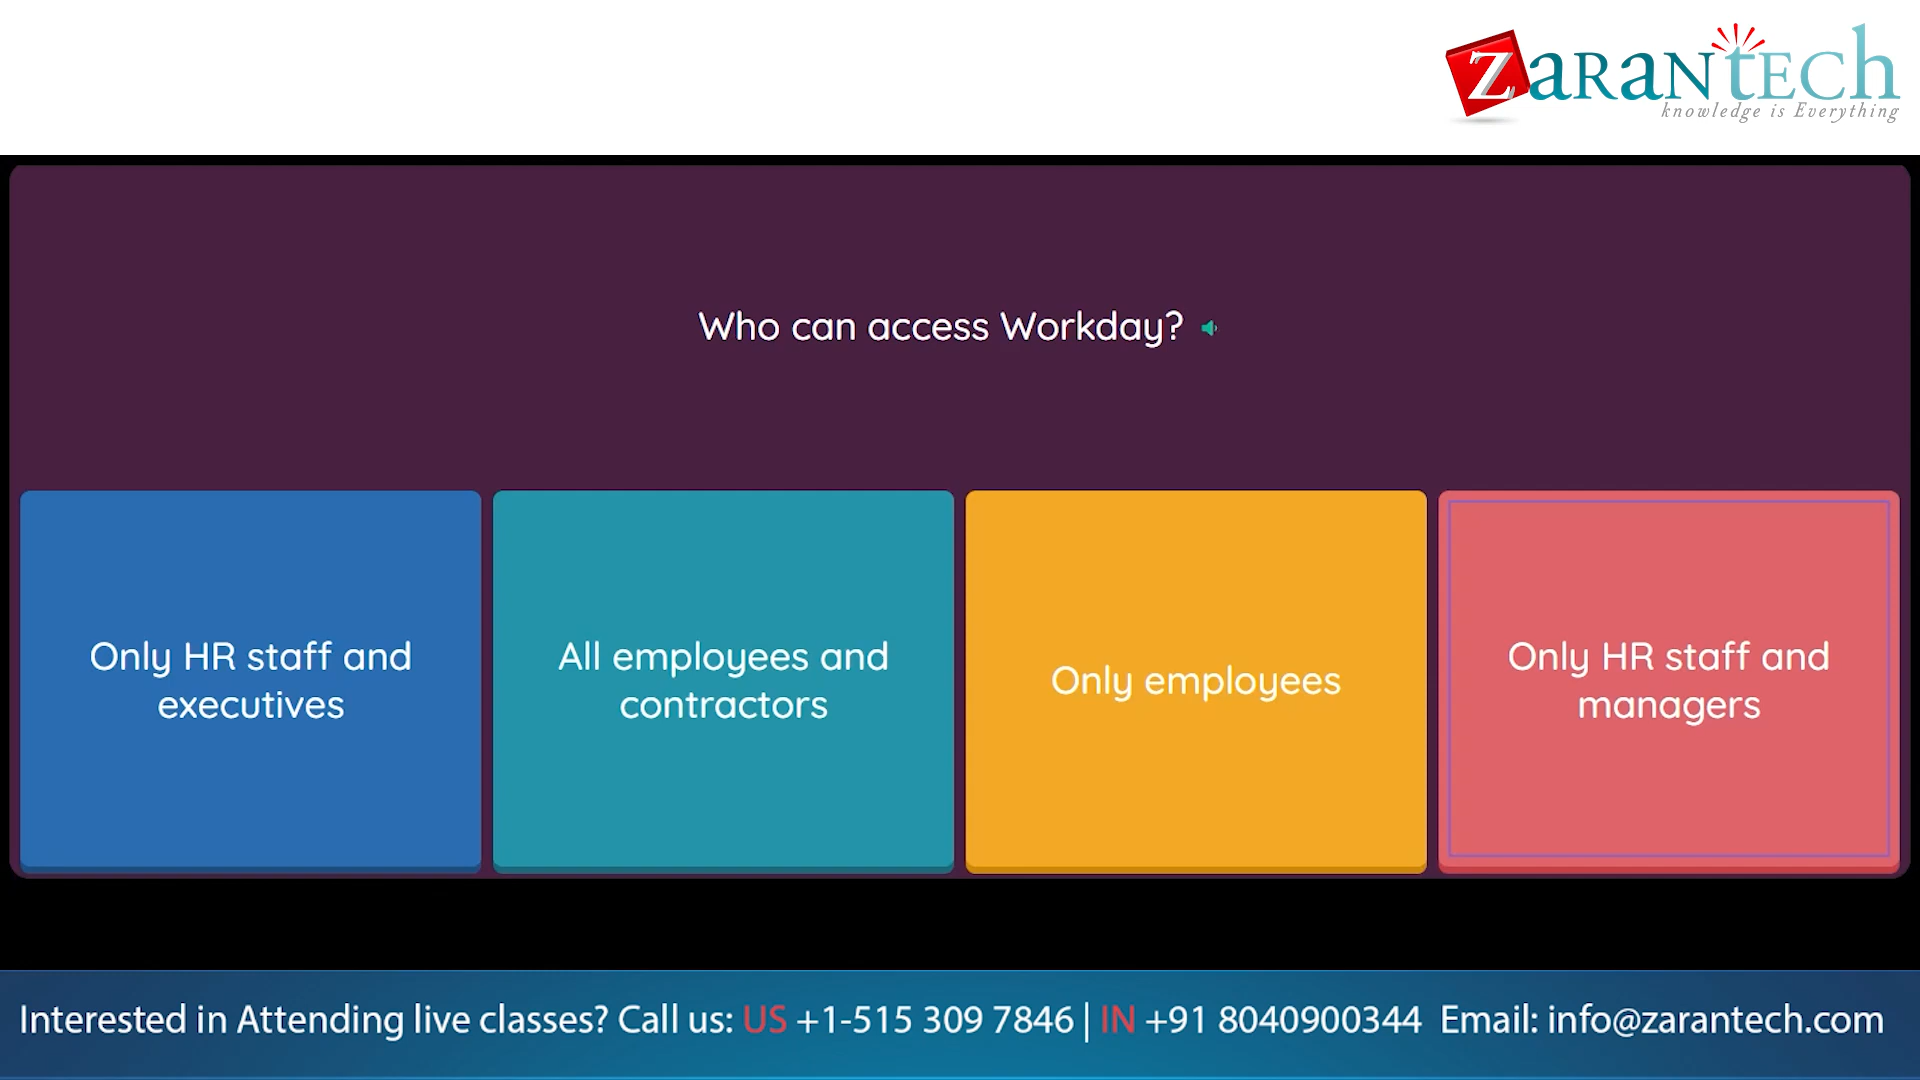 ZaranTech
knowledge is Everything
Who can access Workday?
Only HR staff and
executives
All employees and
contractors
Only employees
Only HR staff and
managers
Interested in Attending live classes? Call us: US +1-515 309 7846 | IN +91 8040900344 Email: info@zarantech.com